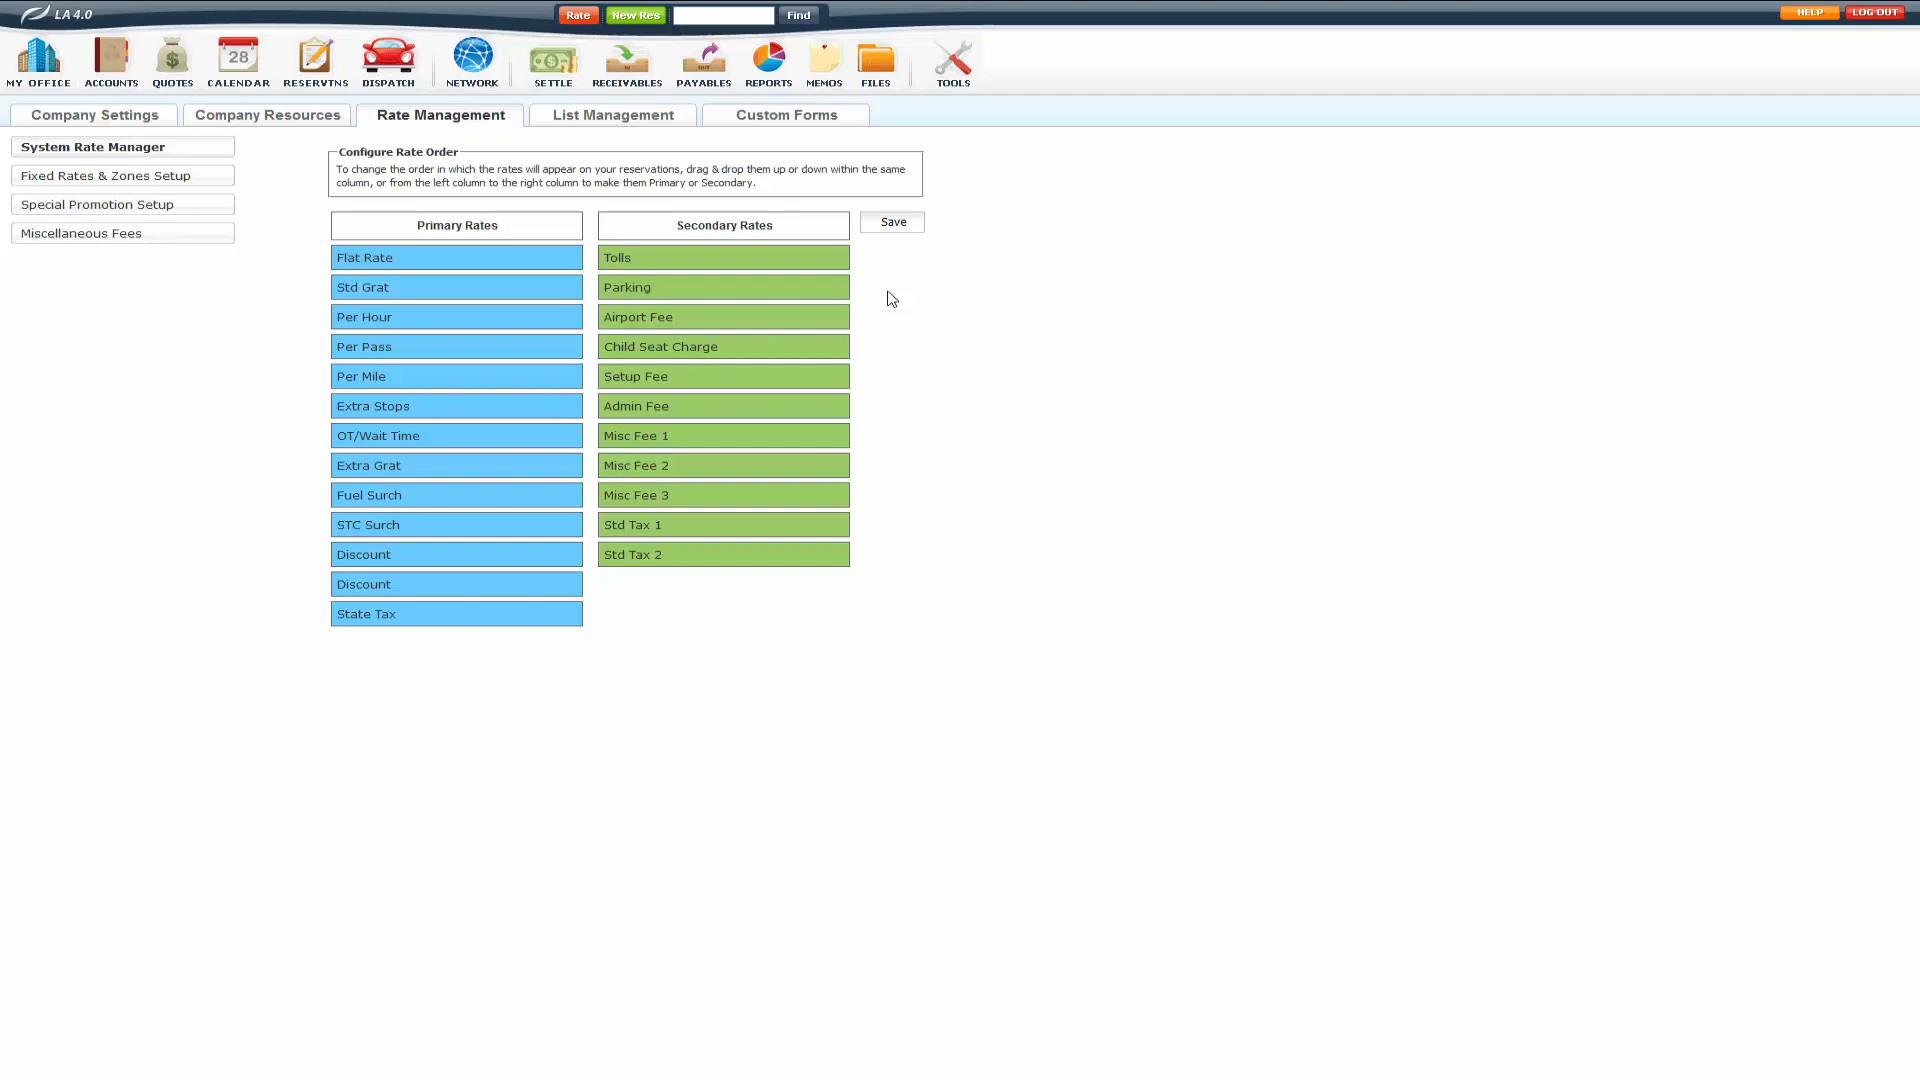 LA 4.0
Rate
New Res
Find
HELP
LOG OUT
28
MY OFFICE
ACCOUNTS
QUOTES
CALENDAR
RESERVTNS
DISPATCH
NETWORK
SETTLE
RECEIVABLES
PAYABLES
REPORTS
MEMOS
FILES
TOOLS
Company Settings
Company Resources
Rate Management
List Management
Custom Forms
System Rate Manager
Fixed Rates & Zones Setup
Special Promotion Setup
Miscellaneous Fees
Configure Rate Order
To change the order in which the rates will appear on your reservations, drag & drop them up or down within the same
column, or from the left column to the right column to make them Primary or Secondary.
Primary Rates
Flat Rate
Std Grat
Per Hour
Per Pass
Per Mile
Extra Stops
OT/Wait Time
Extra Grat
Fuel Surch
STC Surch
Discount
Discount
State Tax
Secondary Rates
Tolls
Parking
Airport Fee
Child Seat Charge
Setup Fee
Admin Fee
Misc Fee 1
Misc Fee 2
Misc Fee 3
Std Tax 1
Std Tax 2
Save